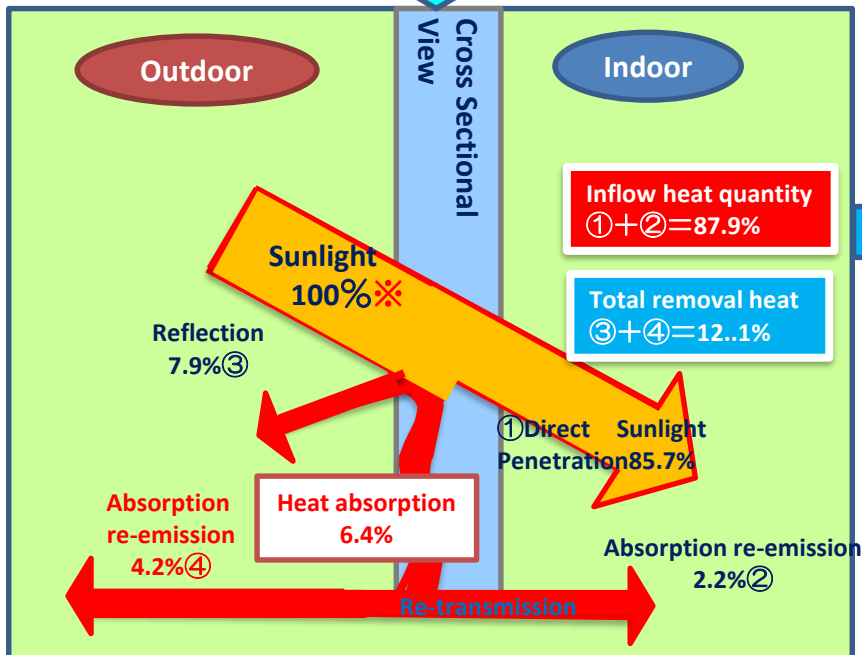 Outdoor
Cross Sectional
View
Indoor
Inflow heat quantity
①+②=87.9%
Sunlight
100%※
Total removal heat
③+④=12..1%
Reflection
7.9%③
①Direct Sunlight
Penetration85.7%
Absorption
re-emission
4.2%④
Heat absorption
6.4%
Absorption re-emission
2.2%②
Re-transmission